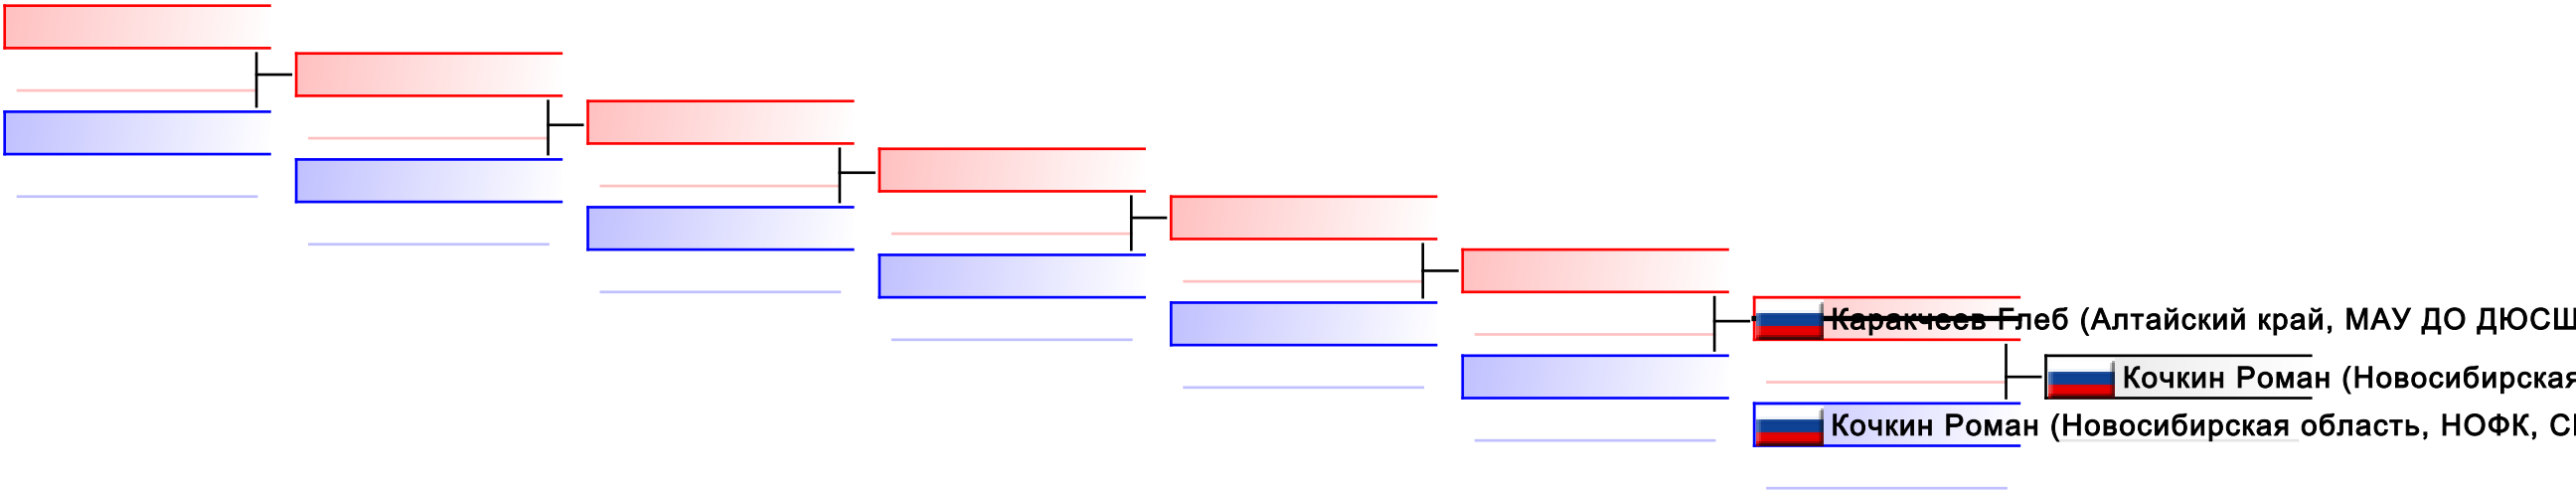 Каракчеев Глеб (Алтайский край, МАУ ДО ДЮСШ
Кочкин Роман (Новосибирская
Кочкин Роман (Новосибирская область, НОФК,